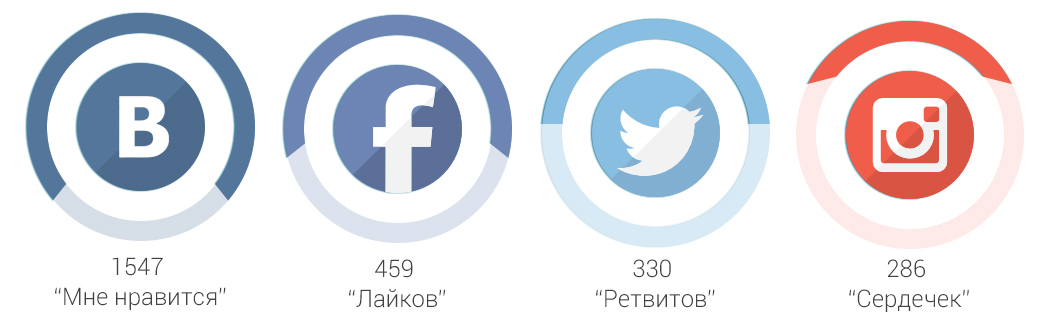 B
f
1547
459
330
286
“Мне нравится”
“Лайков”
“Ретвитов”
“Сердечек”